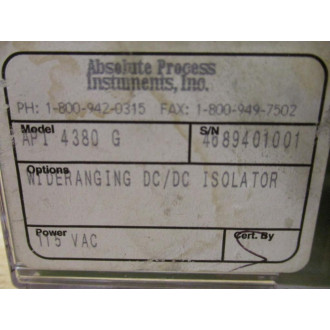 Absolute Process
Instruments, Inc.
PH: 1-800-942-0315 FAX: 1-800-949-7502
Model S/N
API 4380 G 4689401001
Options
WIDERANGING DC/DC ISOLATOR
Power Cert. By
115 VAC